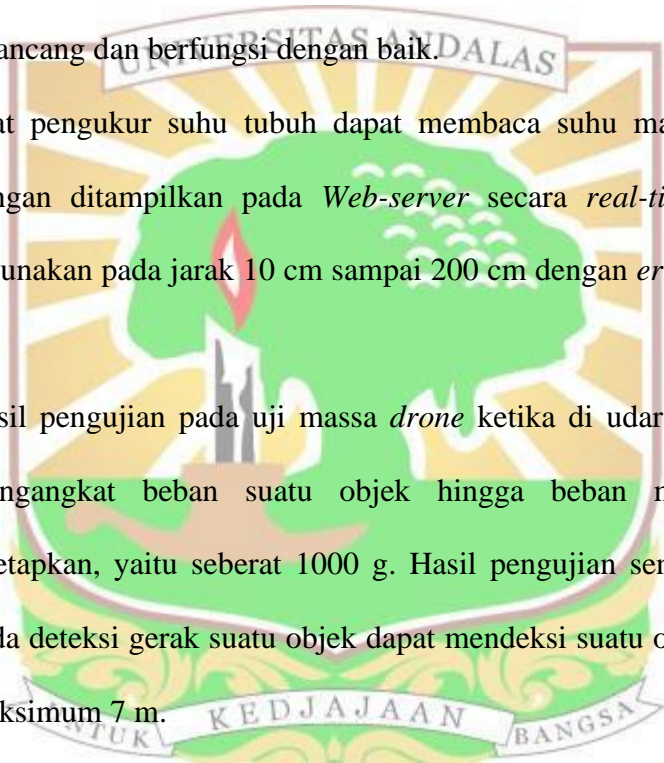 ancang dan berfungsi dengan baik.
UNIVERSITAS ANDALAS
at pengukur suhu tubuh dapat membaca suhu ma
ngan ditampilkan pada Web-server secara real-ti
unakan pada jarak 10 cm sampai 200 cm dengan er
sil pengujian pada uji massa drone ketika di udar
ngangkat beban suatu objek hingga beban m
etapkan, yaitu seberat 1000 g. Hasil pengujian ser
da deteksi gerak suatu objek dapat mendeksi suatu o
ksimum 7 m.
UNTUK KEDJAJAAN BANGSA